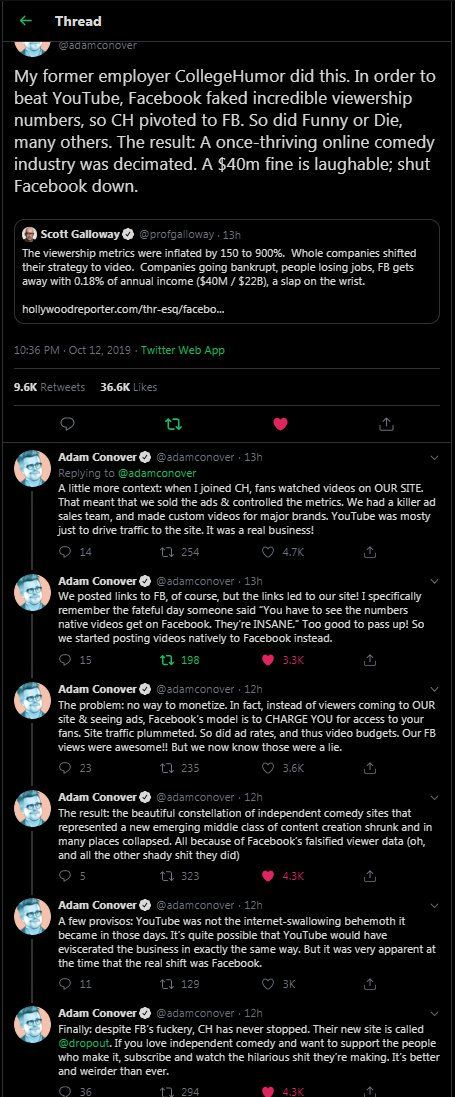 Thread
@adamconover
My former employer CollegeHumor did this. In order to
beat YouTube, Facebook faked incredible viewership
numbers, so CH pivoted to FB. So did Funny or Die,
many others. The result: A once-thriving online comedy
industry was decimated. A $40m fine is laughable; shut
Facebook down.
Scott Galloway @profgalloway · 13h
The viewership metrics were inflated by 150 to 900%. Whole companies shifted
their strategy to video. Companies going bankrupt, people losing jobs, FB gets
away with 0.18% of annual income ($40M / $22B), a slap on the wrist.
hollywoodreporter.com/thr-esq/facebo...
10:36 PM · Oct 12, 2019 · Twitter Web App
9.6K Retweets 36.6K Likes
Adam Conover @adamconover · 13h
Replying to @adamconover
A little more context: when I joined CH, fans watched videos on OUR SITE.
That meant that we sold the ads & controlled the metrics. We had a killer ad
sales team, and made custom videos for major brands. YouTube was mosty
just to drive traffic to the site. It was a real business!
14 254 4.7K
Adam Conover @adamconover · 13h
We posted links to FB, of course, but the links led to our site! I specifically
remember the fateful day someone said "You have to see the numbers
native videos get on Facebook. They're INSANE." Too good to pass up! So
we started posting videos natively to Facebook instead.
15 198 3.3K
Adam Conover @adamconover · 12h
The problem: no way to monetize. In fact, instead of viewers coming to OUR
site & seeing ads, Facebook's model is to CHARGE YOU for access to your
fans. Site traffic plummeted. So did ad rates, and thus video budgets. Our FB
views were awesome!! But we now know those were a lie.
23 235 3.6K
Adam Conover @adamconover · 12h
The result: the beautiful constellation of independent comedy sites that
represented a new emerging middle class of content creation shrunk and in
many places collapsed. All because of Facebook's falsified viewer data (oh,
and all the other shady shit they did)
5 323 4.3K
Adam Conover @adamconover · 12h
A few provisos: YouTube was not the internet-swallowing behemoth it
became in those days. It's quite possible that YouTube would have
eviscerated the business in exactly the same way. But it was very apparent at
the time that the real shift was Facebook.
11 129 3K
Adam Conover @adamconover · 12h
Finally: despite FB's fuckery, CH has never stopped. Their new site is called
@dropout. If you love independent comedy and want to support the people
who make it, subscribe and watch the hilarious shit they're making. It's better
and weirder than ever.
36 294 4.3K